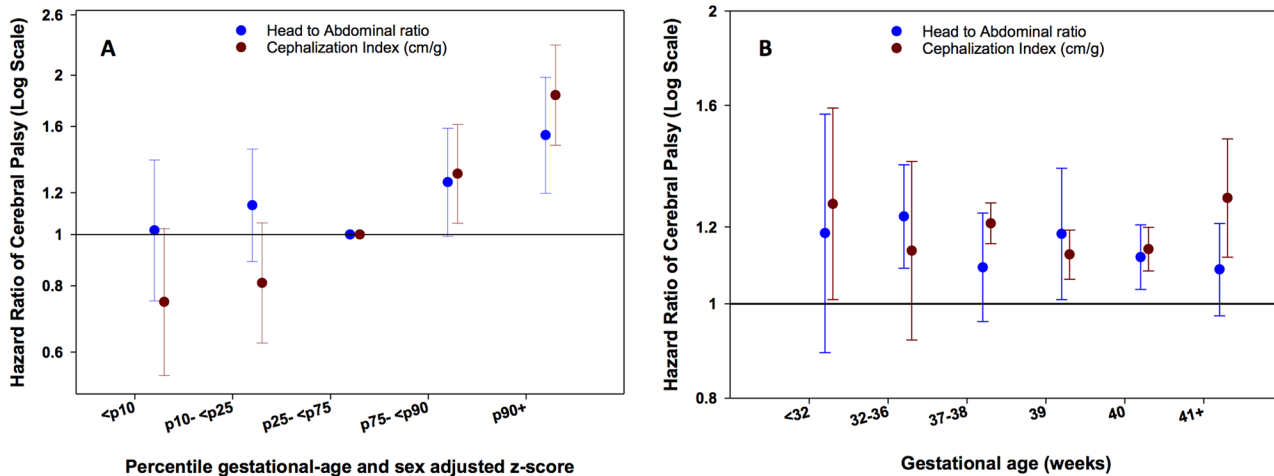 A
Head to Abdominal ratio
Cephalization Index (cm/g)
Hazard Ratio of Cerebral Palsy (Log Scale)
2.6
2
1.6
1.2
1
0.8
0.6
<p10
p10- <p25
p25- <p75
p75- <p90
p90+
Percentile gestational-age and sex adjusted z-score
B
Head to Abdominal ratio
Cephalization Index (cm/g)
Hazard Ratio of Cerebral Palsy (Log Scale)
2
1.6
1.2
1
0.8
<32
32-36
37-38
39
40
41+
Gestational age (weeks)